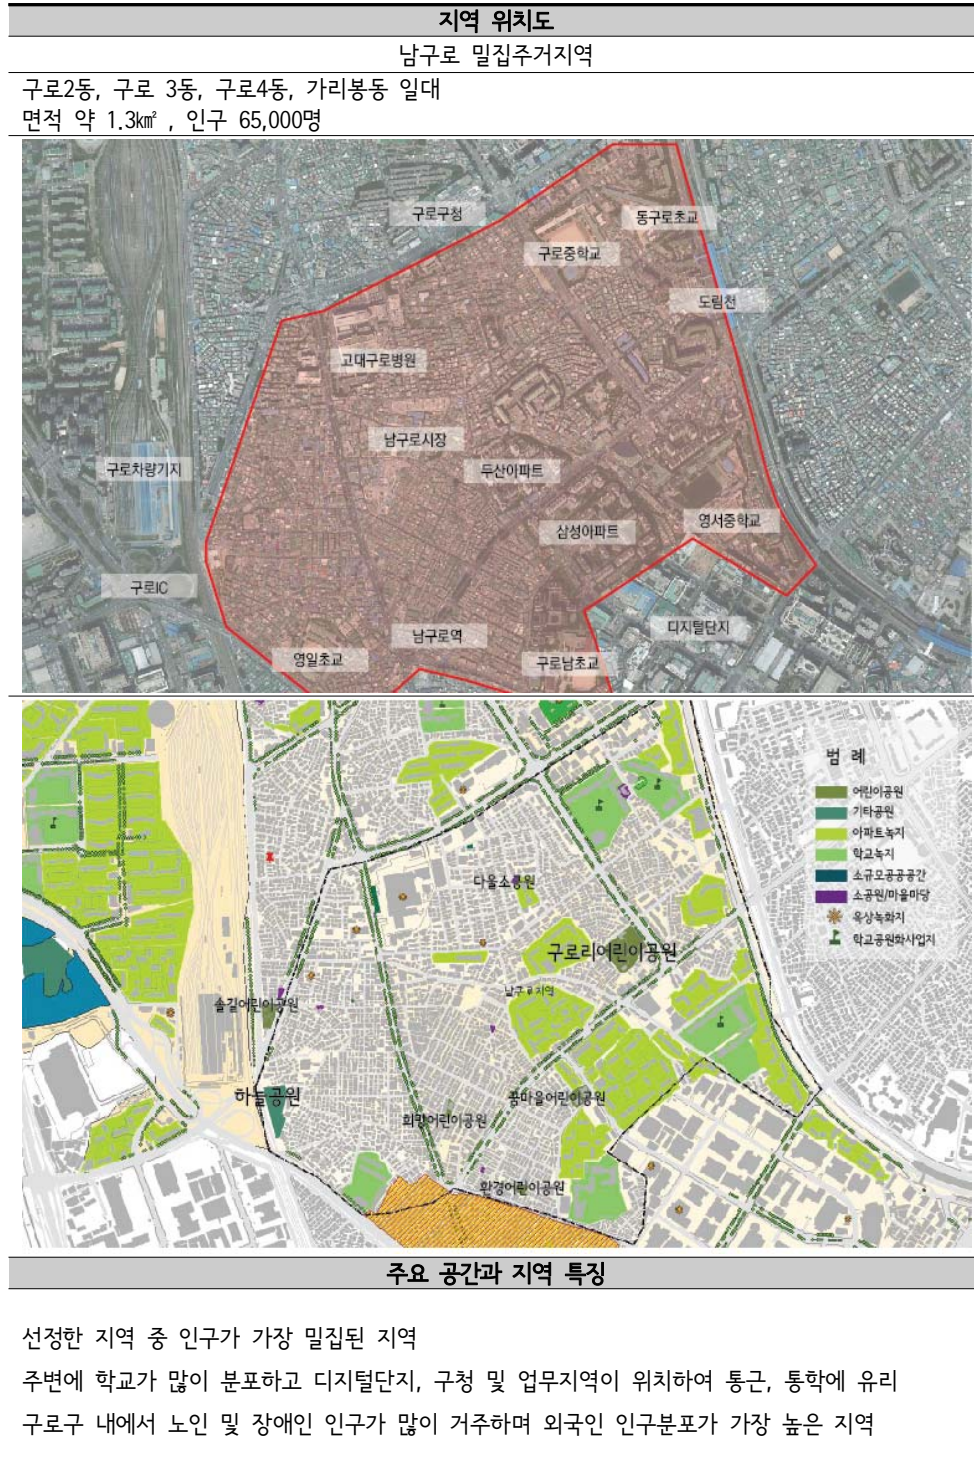 지역 위치도
남구로 밀집주거지역
구로2동, 구로 3동, 구로4동, 가리봉동 일대
면적 약 1.3㎢ , 인구 65,000명
구로구청
동구로초교
구로중학교
도림천
고대구로병원
남구로시장
구로차량기지
두산아파트
영서중학교
삼성아파트
구로IC
디지털단지
남구로역
영일초교
구로남초교
범 례
어린이공원
기타공원
아파트녹지
학교녹지
소규모공공공간
소공원/마을마당
옥상녹화지
학교공원화사업지
다울소공원
구로리어린이공원
남구로지역
솔길어린이공원
하늘공원
꿈마을어린이공원
희망어린이공원
환경어린이공원
주요 공간과 지역 특징
선정한 지역 중 인구가 가장 밀집된 지역
주변에 학교가 많이 분포하고 디지털단지, 구청 및 업무지역이 위치하여 통근, 통학에 유리
구로구 내에서 노인 및 장애인 인구가 많이 거주하며 외국인 인구분포가 가장 높은 지역